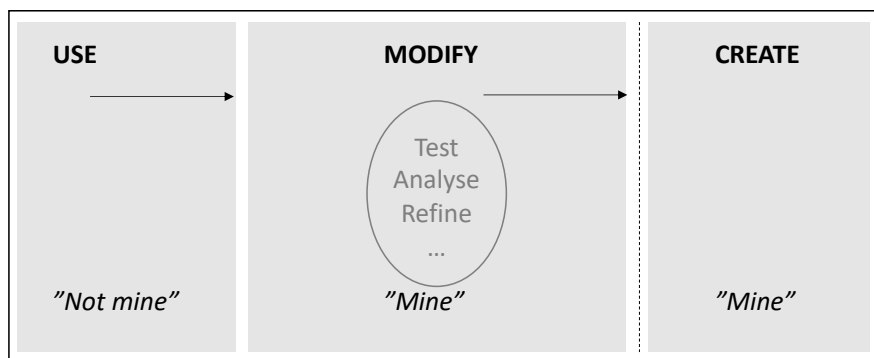 USE
MODIFY
CREATE
Test
Analyse
Refine
...
”Not mine”
”Mine”
”Mine”